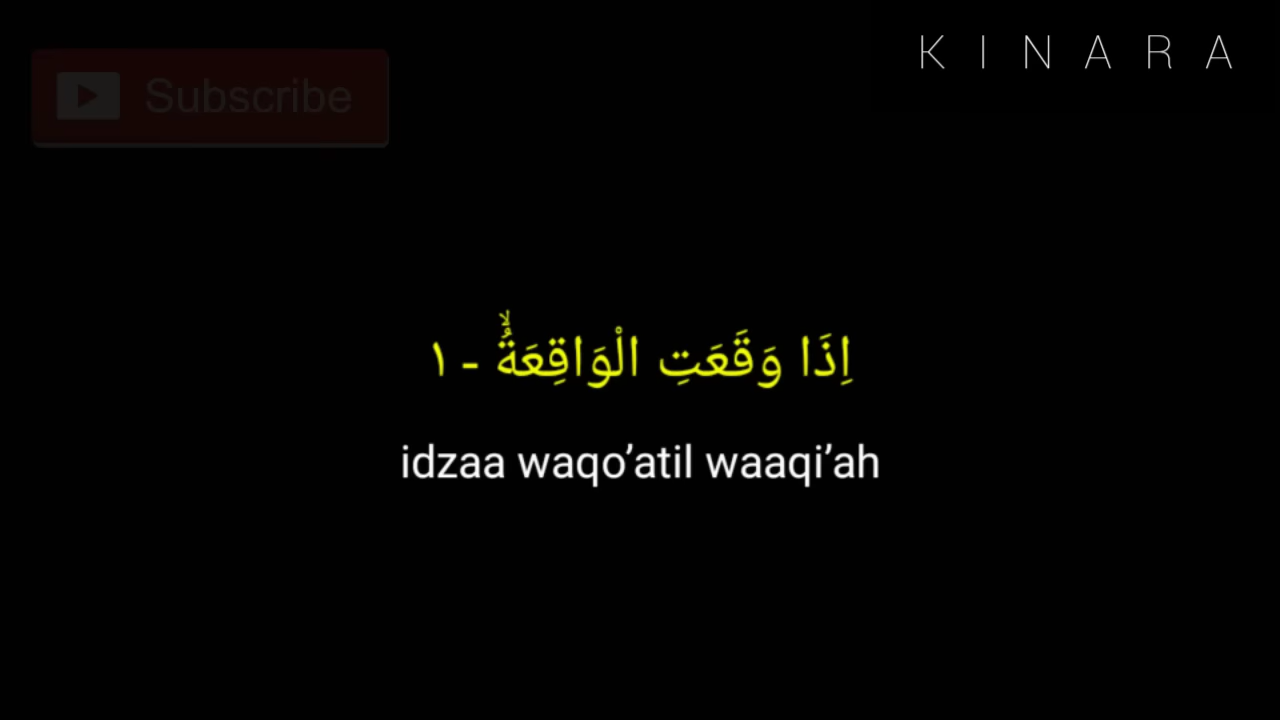 K I N A R A
Subscribe
اِذَا وَقَعَتِ الْوَاقِعَةُۙ - ١
idzaa waqo’atil waaqi’ah